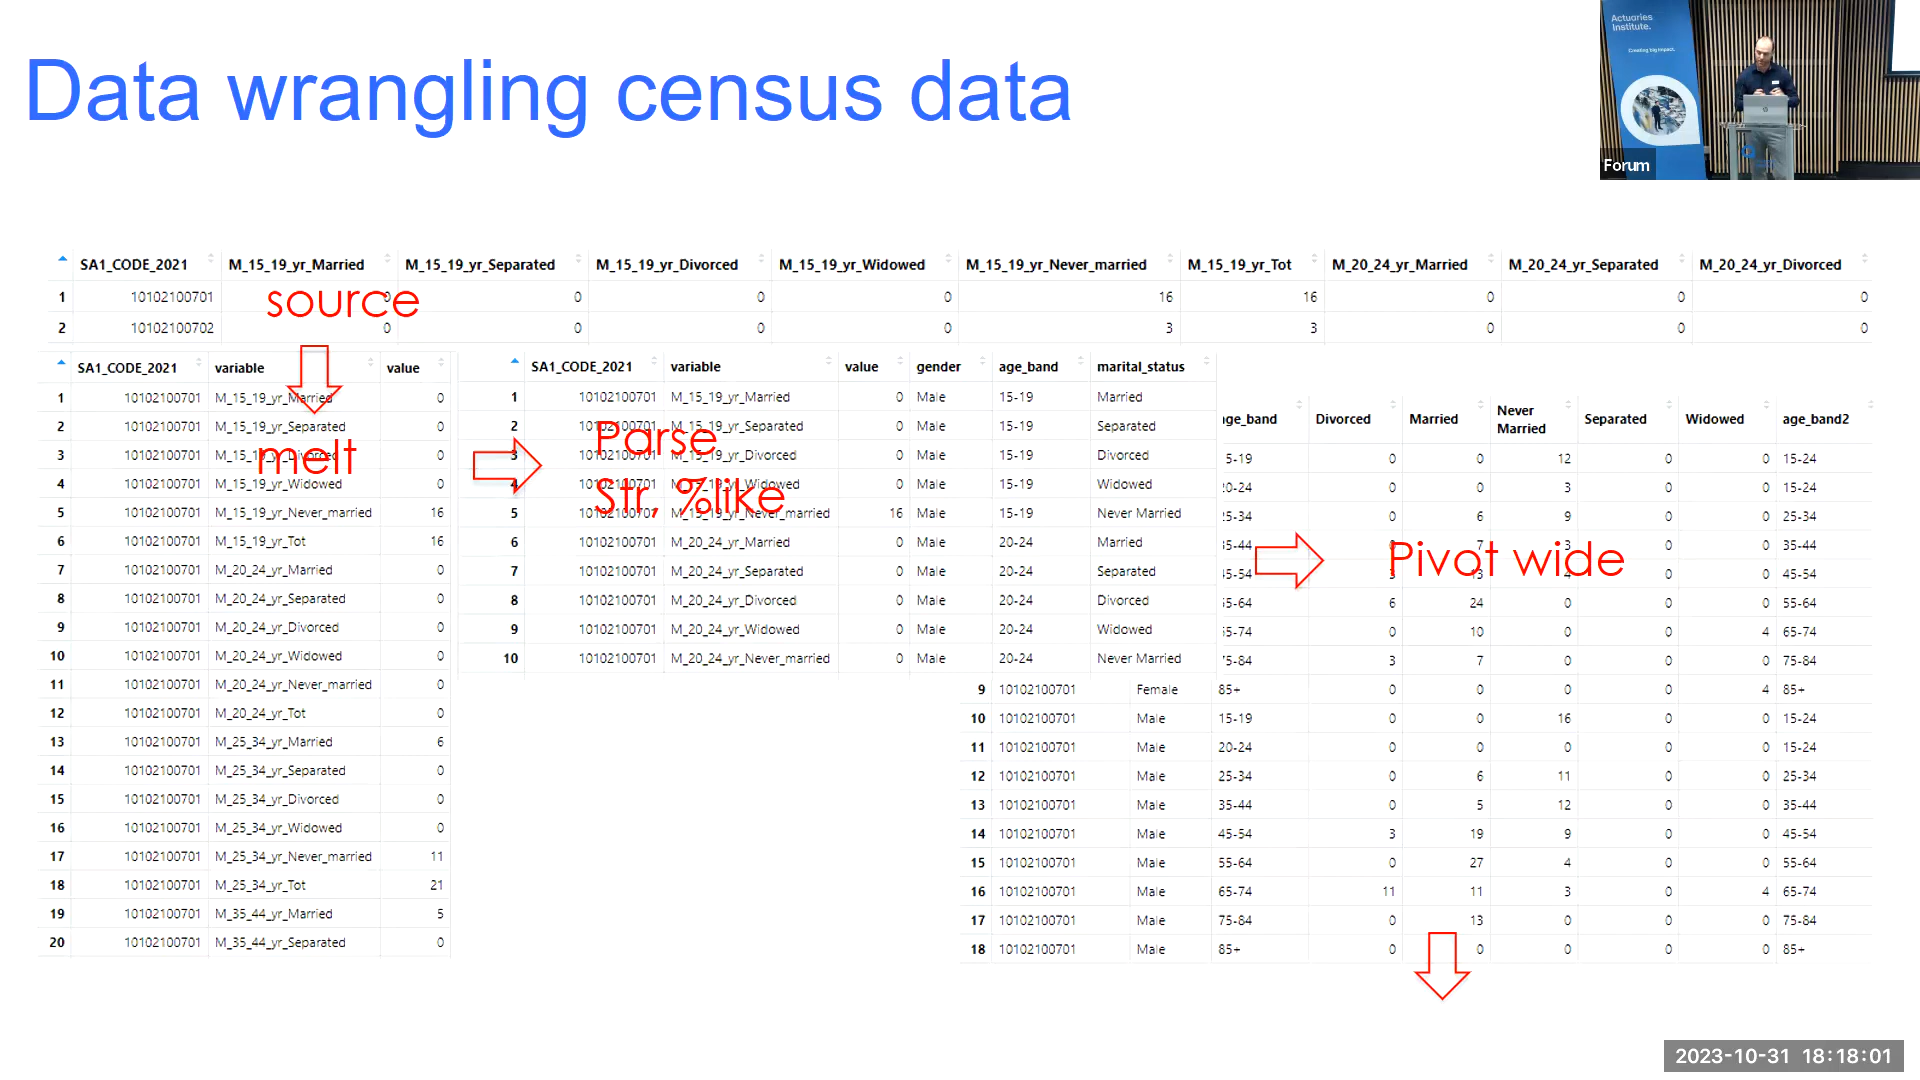 Actuaries
Institute.
Creating big impact.
Forum
Data wrangling census data
SA1_CODE_2021 M_15_19_yr_Married M_15_19_yr_Separated M_15_19_yr_Divorced M_15_19_yr_Widowed M_15_19_yr_Never_married M_15_19_yr_Tot M_20_24_yr_Married M_20_24_yr_Separated M_20_24_yr_Divorced
1 10102100701 0 0 0 0 16 16 0 0 0
2 10102100702 0 0 0 0 3 3 0 0 0
source
SA1_CODE_2021 variable value
1 10102100701 M_15_19_yr_Married 0
2 10102100701 M_15_19_yr_Separated 0
3 10102100701 M_15_19_yr_Divorced 0
4 10102100701 M_15_19_yr_Widowed 0
5 10102100701 M_15_19_yr_Never_married 16
6 10102100701 M_15_19_yr_Tot 16
7 10102100701 M_20_24_yr_Married 0
8 10102100701 M_20_24_yr_Separated 0
9 10102100701 M_20_24_yr_Divorced 0
10 10102100701 M_20_24_yr_Widowed 0
11 10102100701 M_20_24_yr_Never_married 0
12 10102100701 M_20_24_yr_Tot 0
13 10102100701 M_25_34_yr_Married 6
14 10102100701 M_25_34_yr_Separated 0
15 10102100701 M_25_34_yr_Divorced 0
16 10102100701 M_25_34_yr_Widowed 0
17 10102100701 M_25_34_yr_Never_married 11
18 10102100701 M_25_34_yr_Tot 21
19 10102100701 M_35_44_yr_Married 5
20 10102100701 M_35_44_yr_Separated 0
melt
SA1_CODE_2021 variable value gender age_band marital_status
1 10102100701 M_15_19_yr_Married 0 Male 15-19 Married
2 10102100701 M_15_19_yr_Separated 0 Male 15-19 Separated
3 10102100701 M_15_19_yr_Divorced 0 Male 15-19 Divorced
4 10102100701 M_15_19_yr_Widowed 0 Male 15-19 Widowed
5 10102100701 M_15_19_yr_Never_married 16 Male 15-19 Never Married
6 10102100701 M_20_24_yr_Married 0 Male 20-24 Married
7 10102100701 M_20_24_yr_Separated 0 Male 20-24 Separated
8 10102100701 M_20_24_yr_Divorced 0 Male 20-24 Divorced
9 10102100701 M_20_24_yr_Widowed 0 Male 20-24 Widowed
10 10102100701 M_20_24_yr_Never_married 0 Male 20-24 Never Married
Parse
Str, %like
age_band Divorced Married Never Married Separated Widowed age_band2
5-19 0 0 12 0 0 15-24
20-24 0 0 3 0 0 15-24
25-34 0 6 9 0 0 25-34
35-44 0 7 3 0 0 35-44
45-54 3 13 4 0 0 45-54
55-64 6 24 0 0 0 55-64
65-74 0 10 0 0 4 65-74
75-84 3 7 0 0 0 75-84
9 10102100701 Female 85+ 0 0 0 0 4 85+
10 10102100701 Male 15-19 0 0 16 0 0 15-24
11 10102100701 Male 20-24 0 0 0 0 0 15-24
12 10102100701 Male 25-34 0 6 11 0 0 25-34
13 10102100701 Male 35-44 0 5 12 0 0 35-44
14 10102100701 Male 45-54 3 19 9 0 0 45-54
15 10102100701 Male 55-64 0 27 4 0 0 55-64
16 10102100701 Male 65-74 11 11 3 0 4 65-74
17 10102100701 Male 75-84 0 13 0 0 0 75-84
18 10102100701 Male 85+ 0 0 0 0 0 85+
Pivot wide
2023-10-31 18:18:01